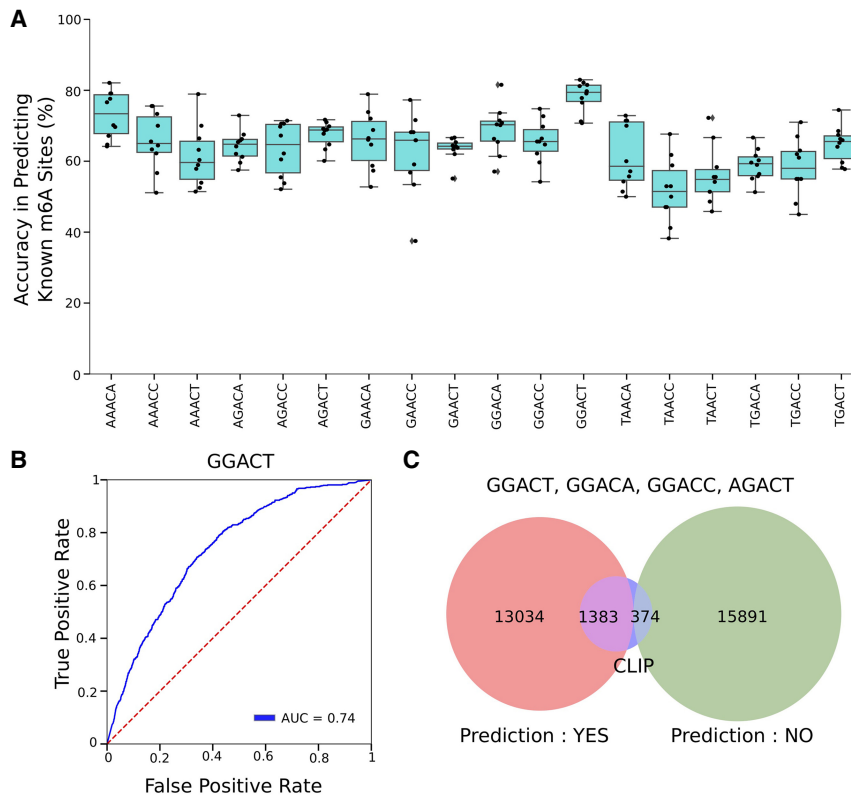 A
Accuracy in Predicting
Known m6A Sites (%)
100
80
60
40
20
0
AAACA
AAACC
AAACT
AGACA
AGACC
AGACT
GAACA
GAACC
GAACT
GGACA
GGACC
GGACT
TAACA
TAACC
TAACT
TGACA
TGACC
TGACT
B
GGACT
True Positive Rate
1
0.8
0.6
0.4
0.2
0
0 0.2 0.4 0.6 0.8 1
AUC = 0.74
False Positive Rate
C
GGACT, GGACA, GGACC, AGACT
13034 1383 374 15891
CLIP
Prediction : YES Prediction : NO